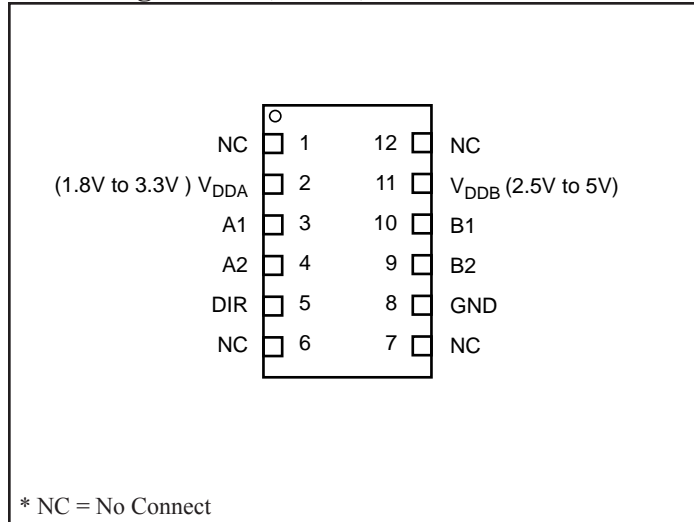 NC 1 12 NC
(1.8V to 3.3V ) VDDA 2 11 VDDB (2.5V to 5V)
A1 3 10 B1
A2 4 9 B2
DIR 5 8 GND
NC 6 7 NC
* NC = No Connect